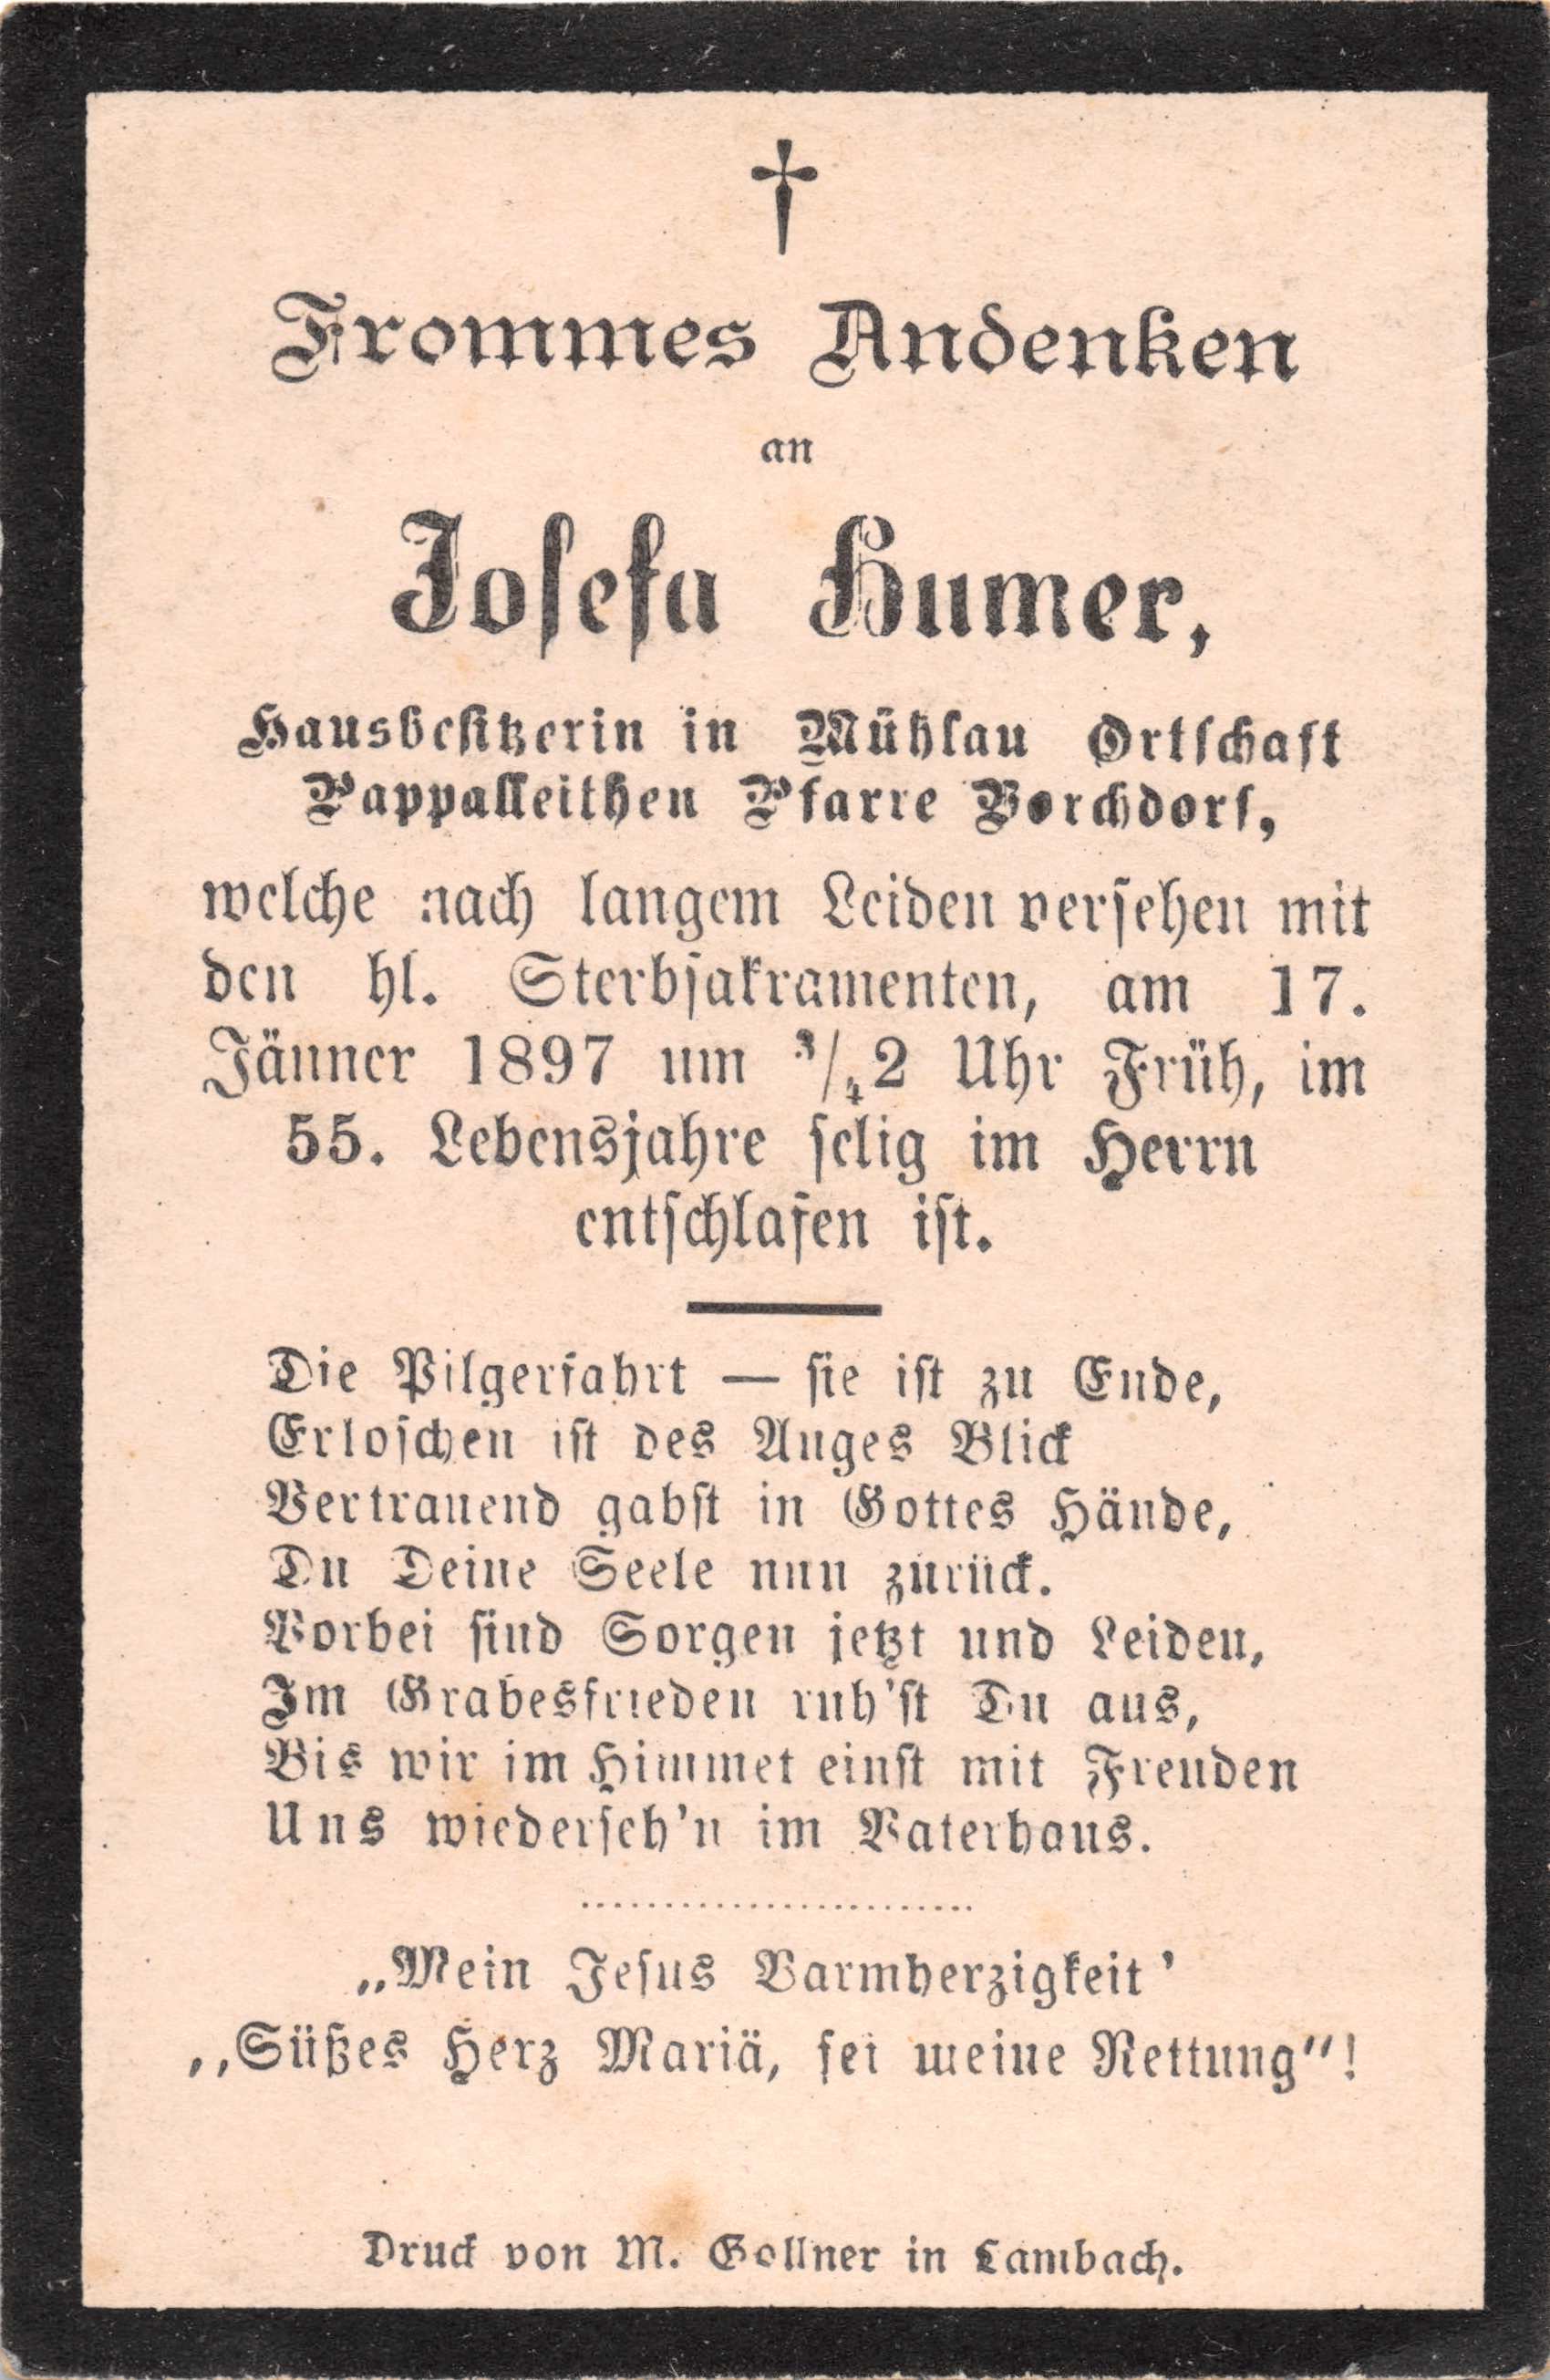 †
Frommes Andenken
an
Josefa Humer,
Hausbesitzerin in Mühlau Ortschaft
Pappalleithen Pfarre Vorchdorf,
welche nach langem Leiden versehen mit
den hl. Sterbsakramenten, am 17.
Jänner 1897 um 3/4 2 Uhr Früh, im
55. Lebensjahre selig im Herrn
entschlafen ist.
Die Pilgerfahrt — sie ist zu Ende,
Erloschen ist des Auges Blick
Vertrauend gabst in Gottes Hände,
Du Deine Seele nun zurück.
Vorbei sind Sorgen jetzt und Leiden,
Im Grabesfrieden ruh'st Du aus,
Bis wir im Himmet einst mit Freuden
Uns wiederseh'n im Vaterhaus.
„Mein Jesus Barmherzigkeit'
,,Süßes Herz Mariä, sei meine Rettung"!
Druck von M. Gollner in Lambach.